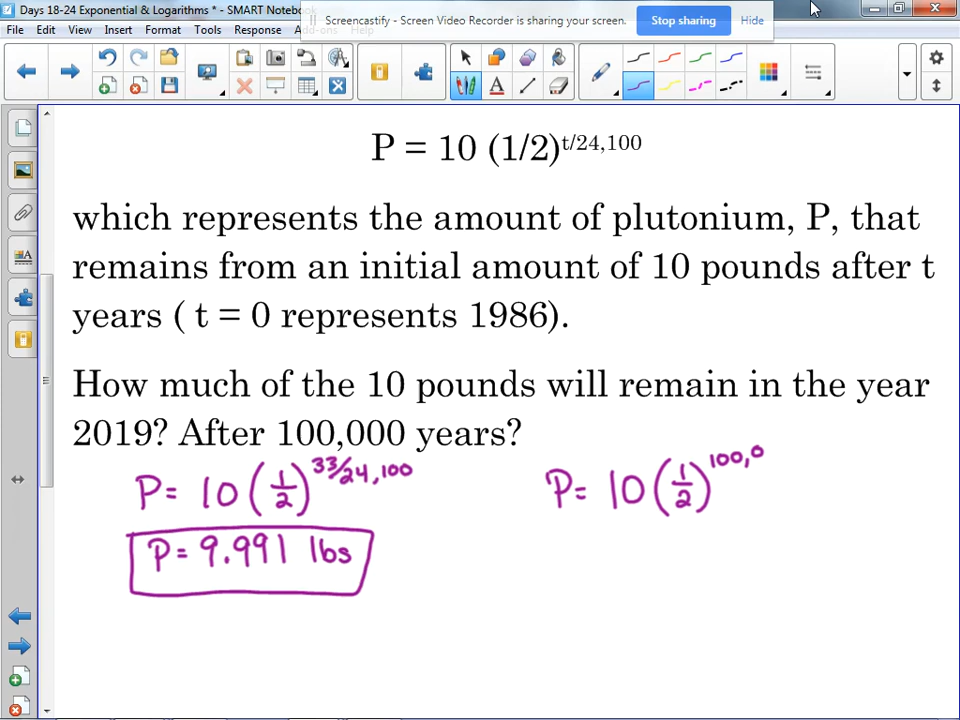 Days 18-24 Exponential & Logarithms * - SMART Notebook
Screencastify - Screen Video Recorder is sharing your screen.
Stop sharing
Hide
File Edit View Insert Format Tools Response
Help
P = 10 (1/2)^t/24,100
which represents the amount of plutonium, P, that
remains from an initial amount of 10 pounds after t
years ( t = 0 represents 1986).
How much of the 10 pounds will remain in the year
2019? After 100,000 years?
P= 10(1/2)^33/24,100
P= 10(1/2)^100,0
P= 9.991 lbs